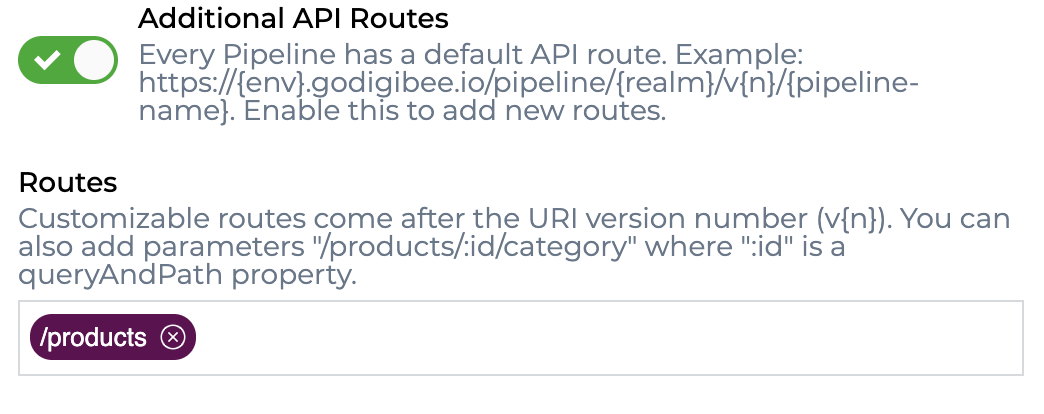 Additional API Routes
Every Pipeline has a default API route. Example:
https://{env}.godigibee.io/pipeline/{realm}/v{n}/{pipeline-
name}. Enable this to add new routes.
Routes
Customizable routes come after the URI version number (v{n}). You can
also add parameters "/products/:id/category" where ":id" is a
queryAndPath property.
/products